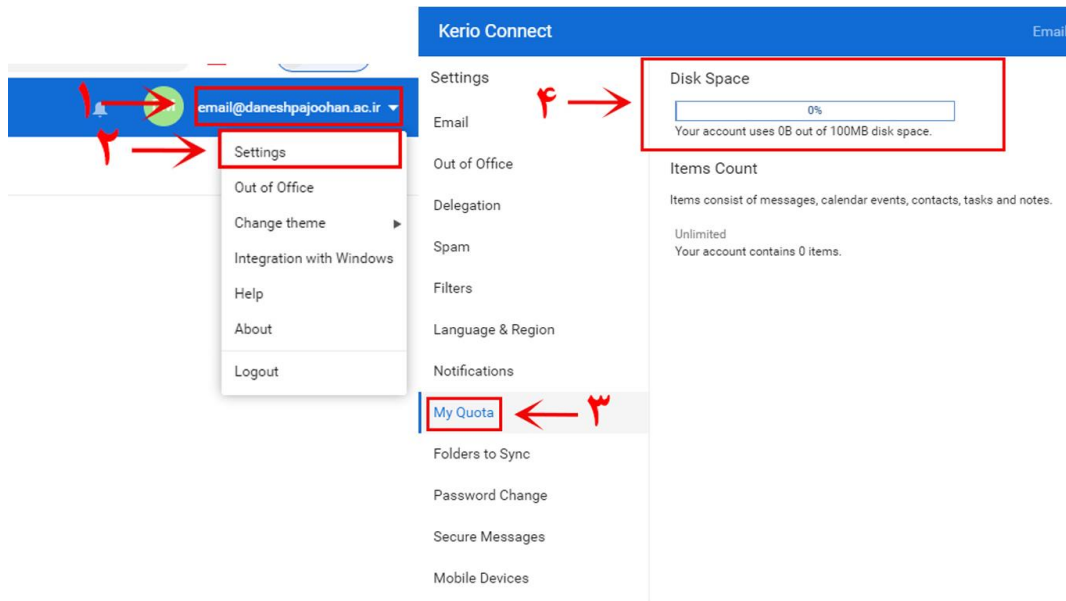 ۱
email@daneshpajoohan.ac.ir
۲
Settings
Out of Office
Change theme
Integration with Windows
Help
About
Logout
Kerio Connect
Email
Settings
Email
Out of Office
Delegation
Spam
Filters
Language & Region
Notifications
My Quota
۳
Folders to Sync
Password Change
Secure Messages
Mobile Devices
۴
Disk Space
0%
Your account uses 0B out of 100MB disk space.
Items Count
Items consist of messages, calendar events, contacts, tasks and notes.
Unlimited
Your account contains 0 items.